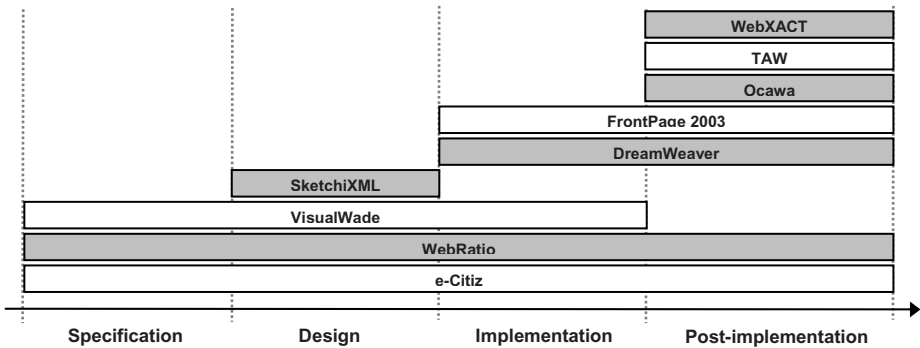 WebXACT
TAW
Ocawa
FrontPage 2003
DreamWeaver
SketchiXML
VisualWade
WebRatio
e-Citiz
Specification Design Implementation Post-implementation